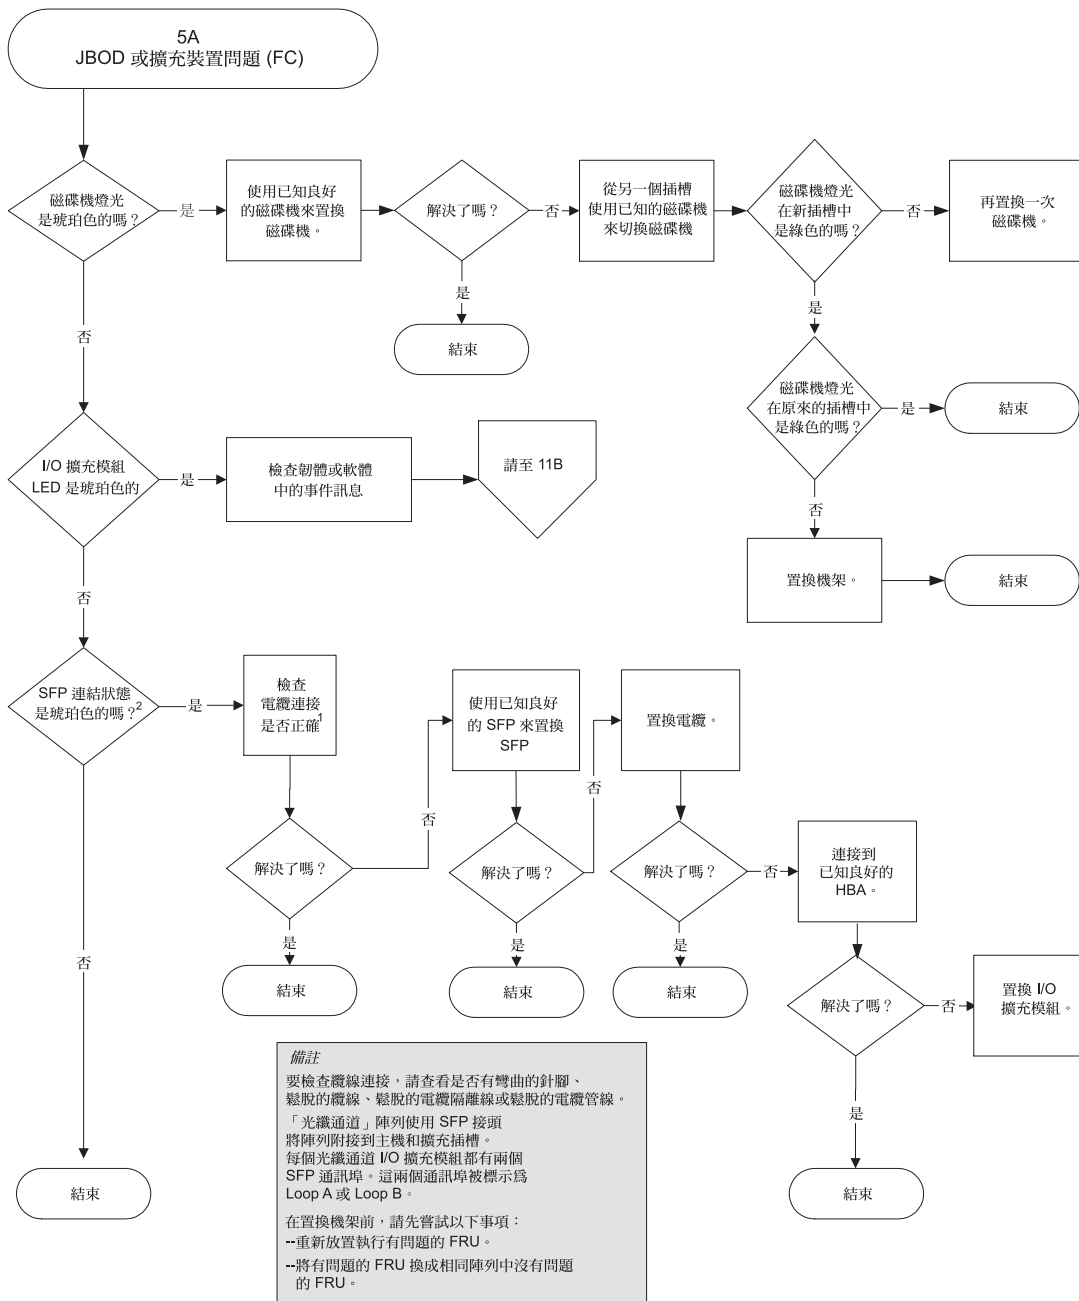 5A
JBOD 或擴充裝置問題 (FC)
磁碟機燈光
是琥珀色的嗎？
是
使用已知良好
的磁碟機來置換
磁碟機。
解決了嗎？
否
從另一個插槽
使用已知的磁碟機
來切換磁碟機
磁碟機燈光
在新插槽中
是綠色的嗎？
否
再置換一次
磁碟機。
是
結束
是
否
磁碟機燈光
在原來的插槽中
是綠色的嗎？
是
結束
I/O 擴充模組
LED 是琥珀色的
是
檢查韌體或軟體
中的事件訊息
請至 11B
否
置換機架。
結束
否
SFP 連結狀態
是琥珀色的嗎？2
是
檢查
電纜連接
是否正確1
使用已知良好
的 SFP 來置換
SFP
置換電纜。
否
否
解決了嗎？
解決了嗎？
解決了嗎？
否
連接到
已知良好的
HBA。
是
是
是
結束
結束
結束
否
解決了嗎？
否
置換 I/O
擴充模組。
是
結束
結束
備註
要檢查纜線連接，請查看是否有彎曲的針腳、
鬆脫的纜線、鬆脫的電纜隔離線或鬆脫的電纜管線。
「光纖通道」陣列使用 SFP 接頭
將陣列附接到主機和擴充插槽。
每個光纖通道 I/O 擴充模組都有兩個
SFP 通訊埠。這兩個通訊埠被標示為
Loop A 或 Loop B。
在置換機架前，請先嘗試以下事項：
--重新放置執行有問題的 FRU。
--將有問題的 FRU 換成相同陣列中沒有問題
的 FRU。